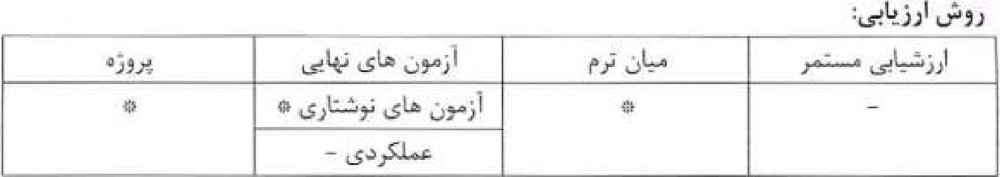 روش ارزیابی:
ارزشیابی مستمر میان ترم آزمون های نهایی پروژه
- * آزمون های نوشتاری * *
عملکردی -